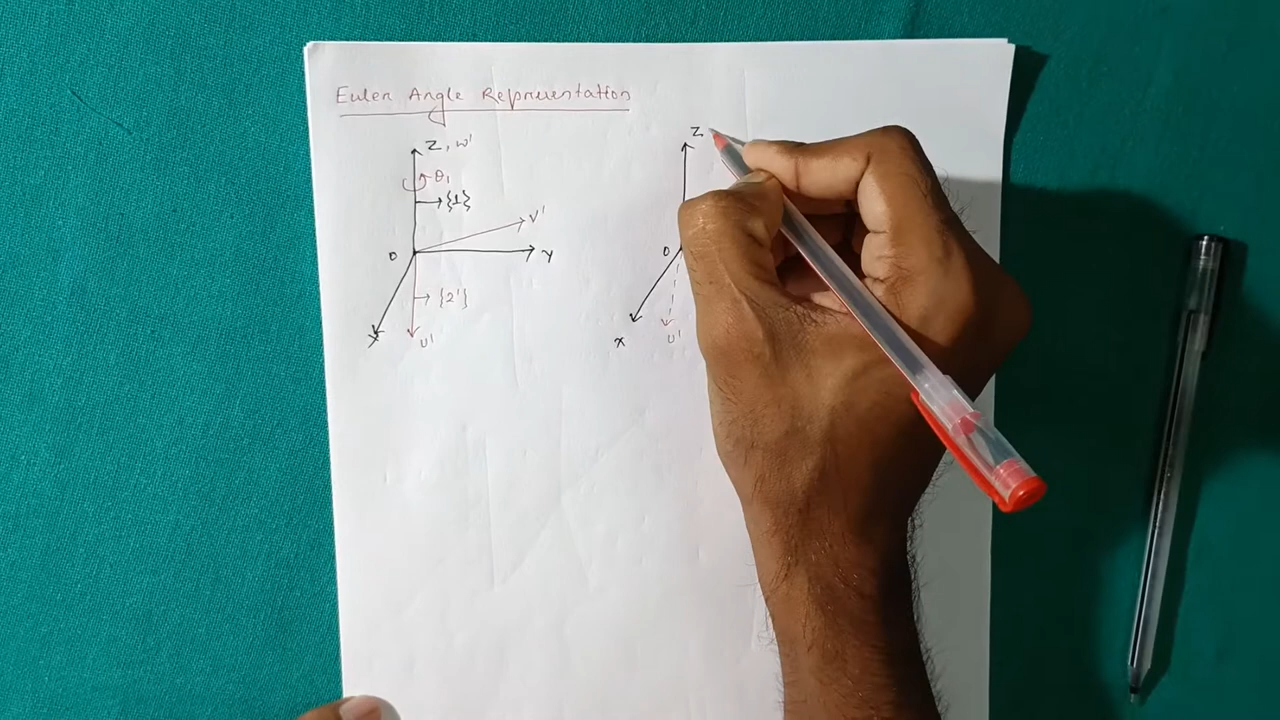 Euler Angle Representation
Z, w'
θ₁
{1}
V'
O
Y
{2'}
X
U'
Z
O
X
U'